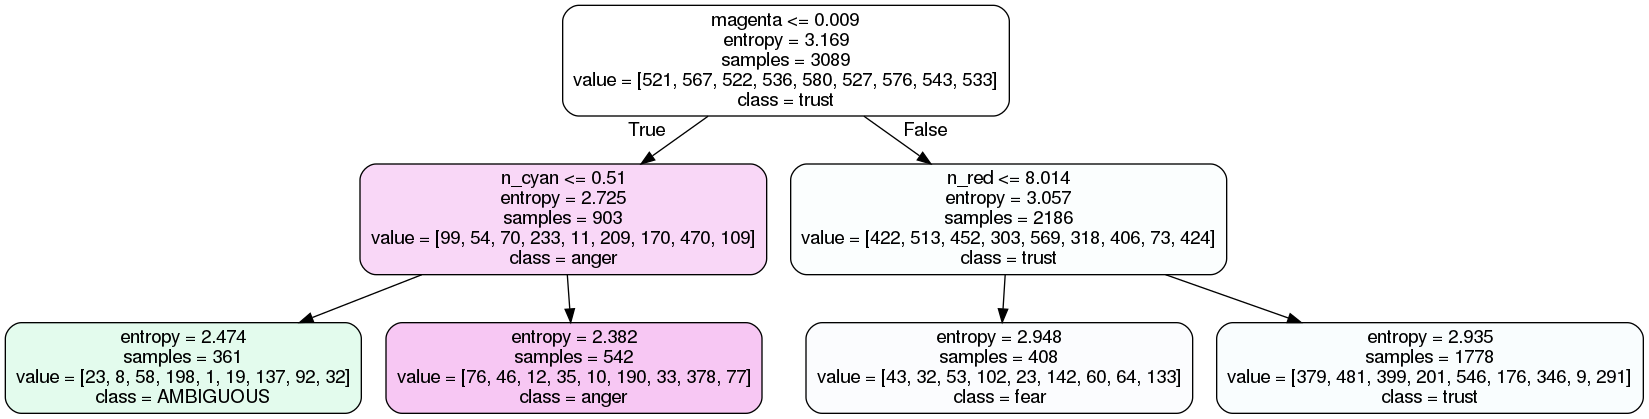 magenta <= 0.009
entropy = 3.169
samples = 3089
value = [521, 567, 522, 536, 580, 527, 576, 543, 533]
class = trust
True
False
n_cyan <= 0.51
entropy = 2.725
samples = 903
value = [99, 54, 70, 233, 11, 209, 170, 470, 109]
class = anger
n_red <= 8.014
entropy = 3.057
samples = 2186
value = [422, 513, 452, 303, 569, 318, 406, 73, 424]
class = trust
entropy = 2.474
samples = 361
value = [23, 8, 58, 198, 1, 19, 137, 92, 32]
class = AMBIGUOUS
entropy = 2.382
samples = 542
value = [76, 46, 12, 35, 10, 190, 33, 378, 77]
class = anger
entropy = 2.948
samples = 408
value = [43, 32, 53, 102, 23, 142, 60, 64, 133]
class = fear
entropy = 2.935
samples = 1778
value = [379, 481, 399, 201, 546, 176, 346, 9, 291]
class = trust